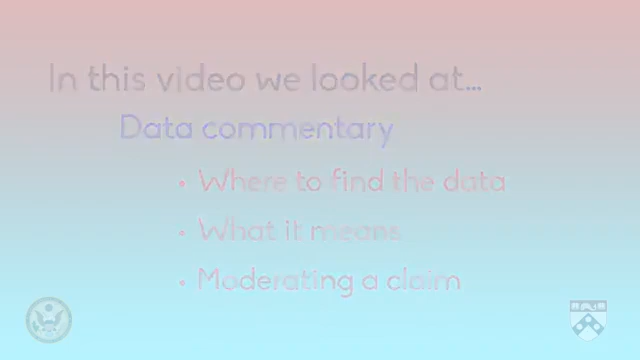 In this video we looked at...
Data commentary
• Where to find the data
• What it means
• Moderating a claim